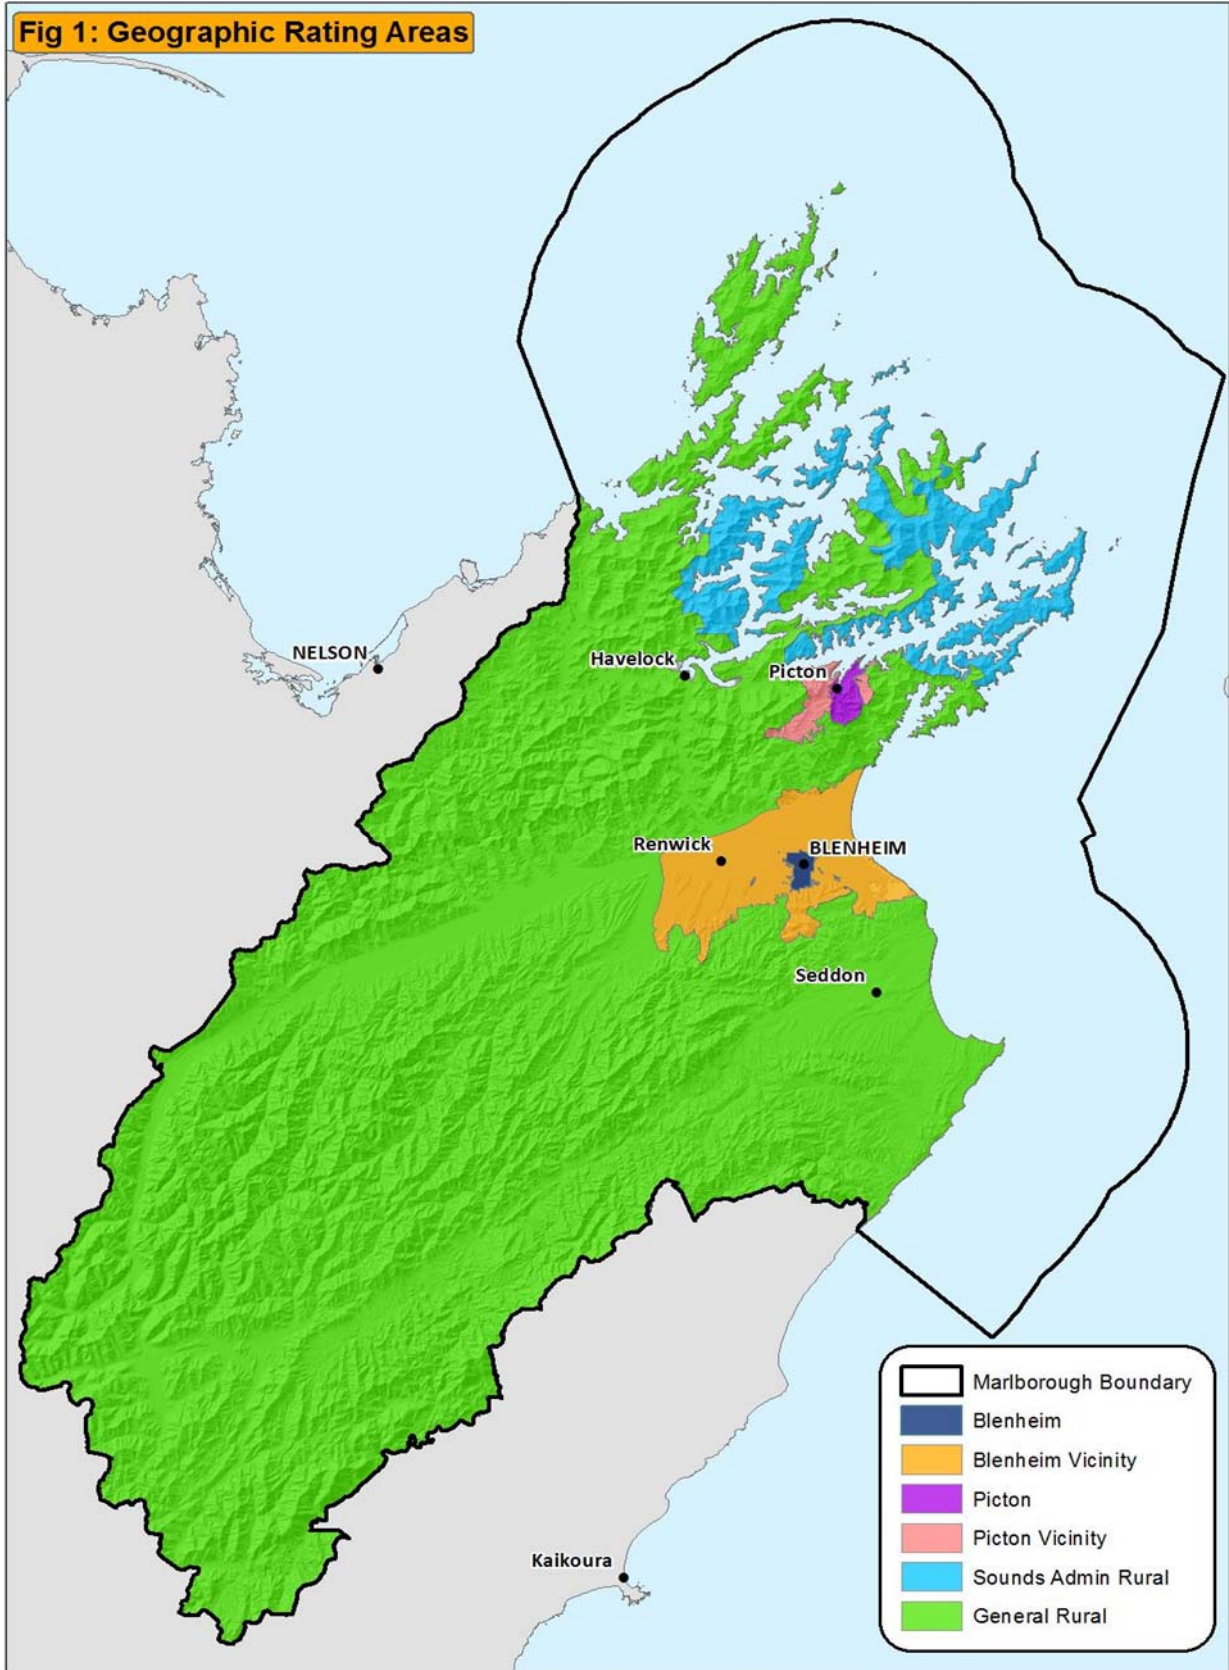 Fig 1: Geographic Rating Areas
NELSON
Havelock
Picton
Renwick
BLENHEIM
Seddon
Kaikoura
Marlborough Boundary
Blenheim
Blenheim Vicinity
Picton
Picton Vicinity
Sounds Admin Rural
General Rural